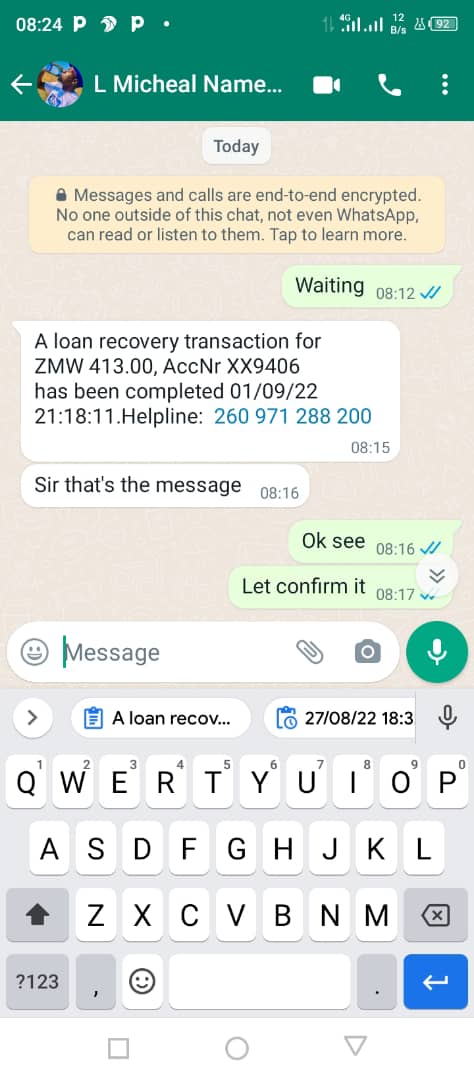 08:24 P P
4G 12 B/s 92
L Micheal Name...
Today
Messages and calls are end-to-end encrypted.
No one outside of this chat, not even WhatsApp,
can read or listen to them. Tap to learn more.
Waiting 08:12
A loan recovery transaction for
ZMW 413.00, AccNr XX9406
has been completed 01/09/22
21:18:11.Helpline: 260 971 288 200
08:15
Sir that's the message 08:16
Ok see 08:16
Let confirm it 08:17
Message
A loan recov... 27/08/22 18:3
1 2 3 4 5 6 7 8 9 0
Q W E R T Y U I O P
A S D F G H J K L
Z X C V B N M
?123 , .